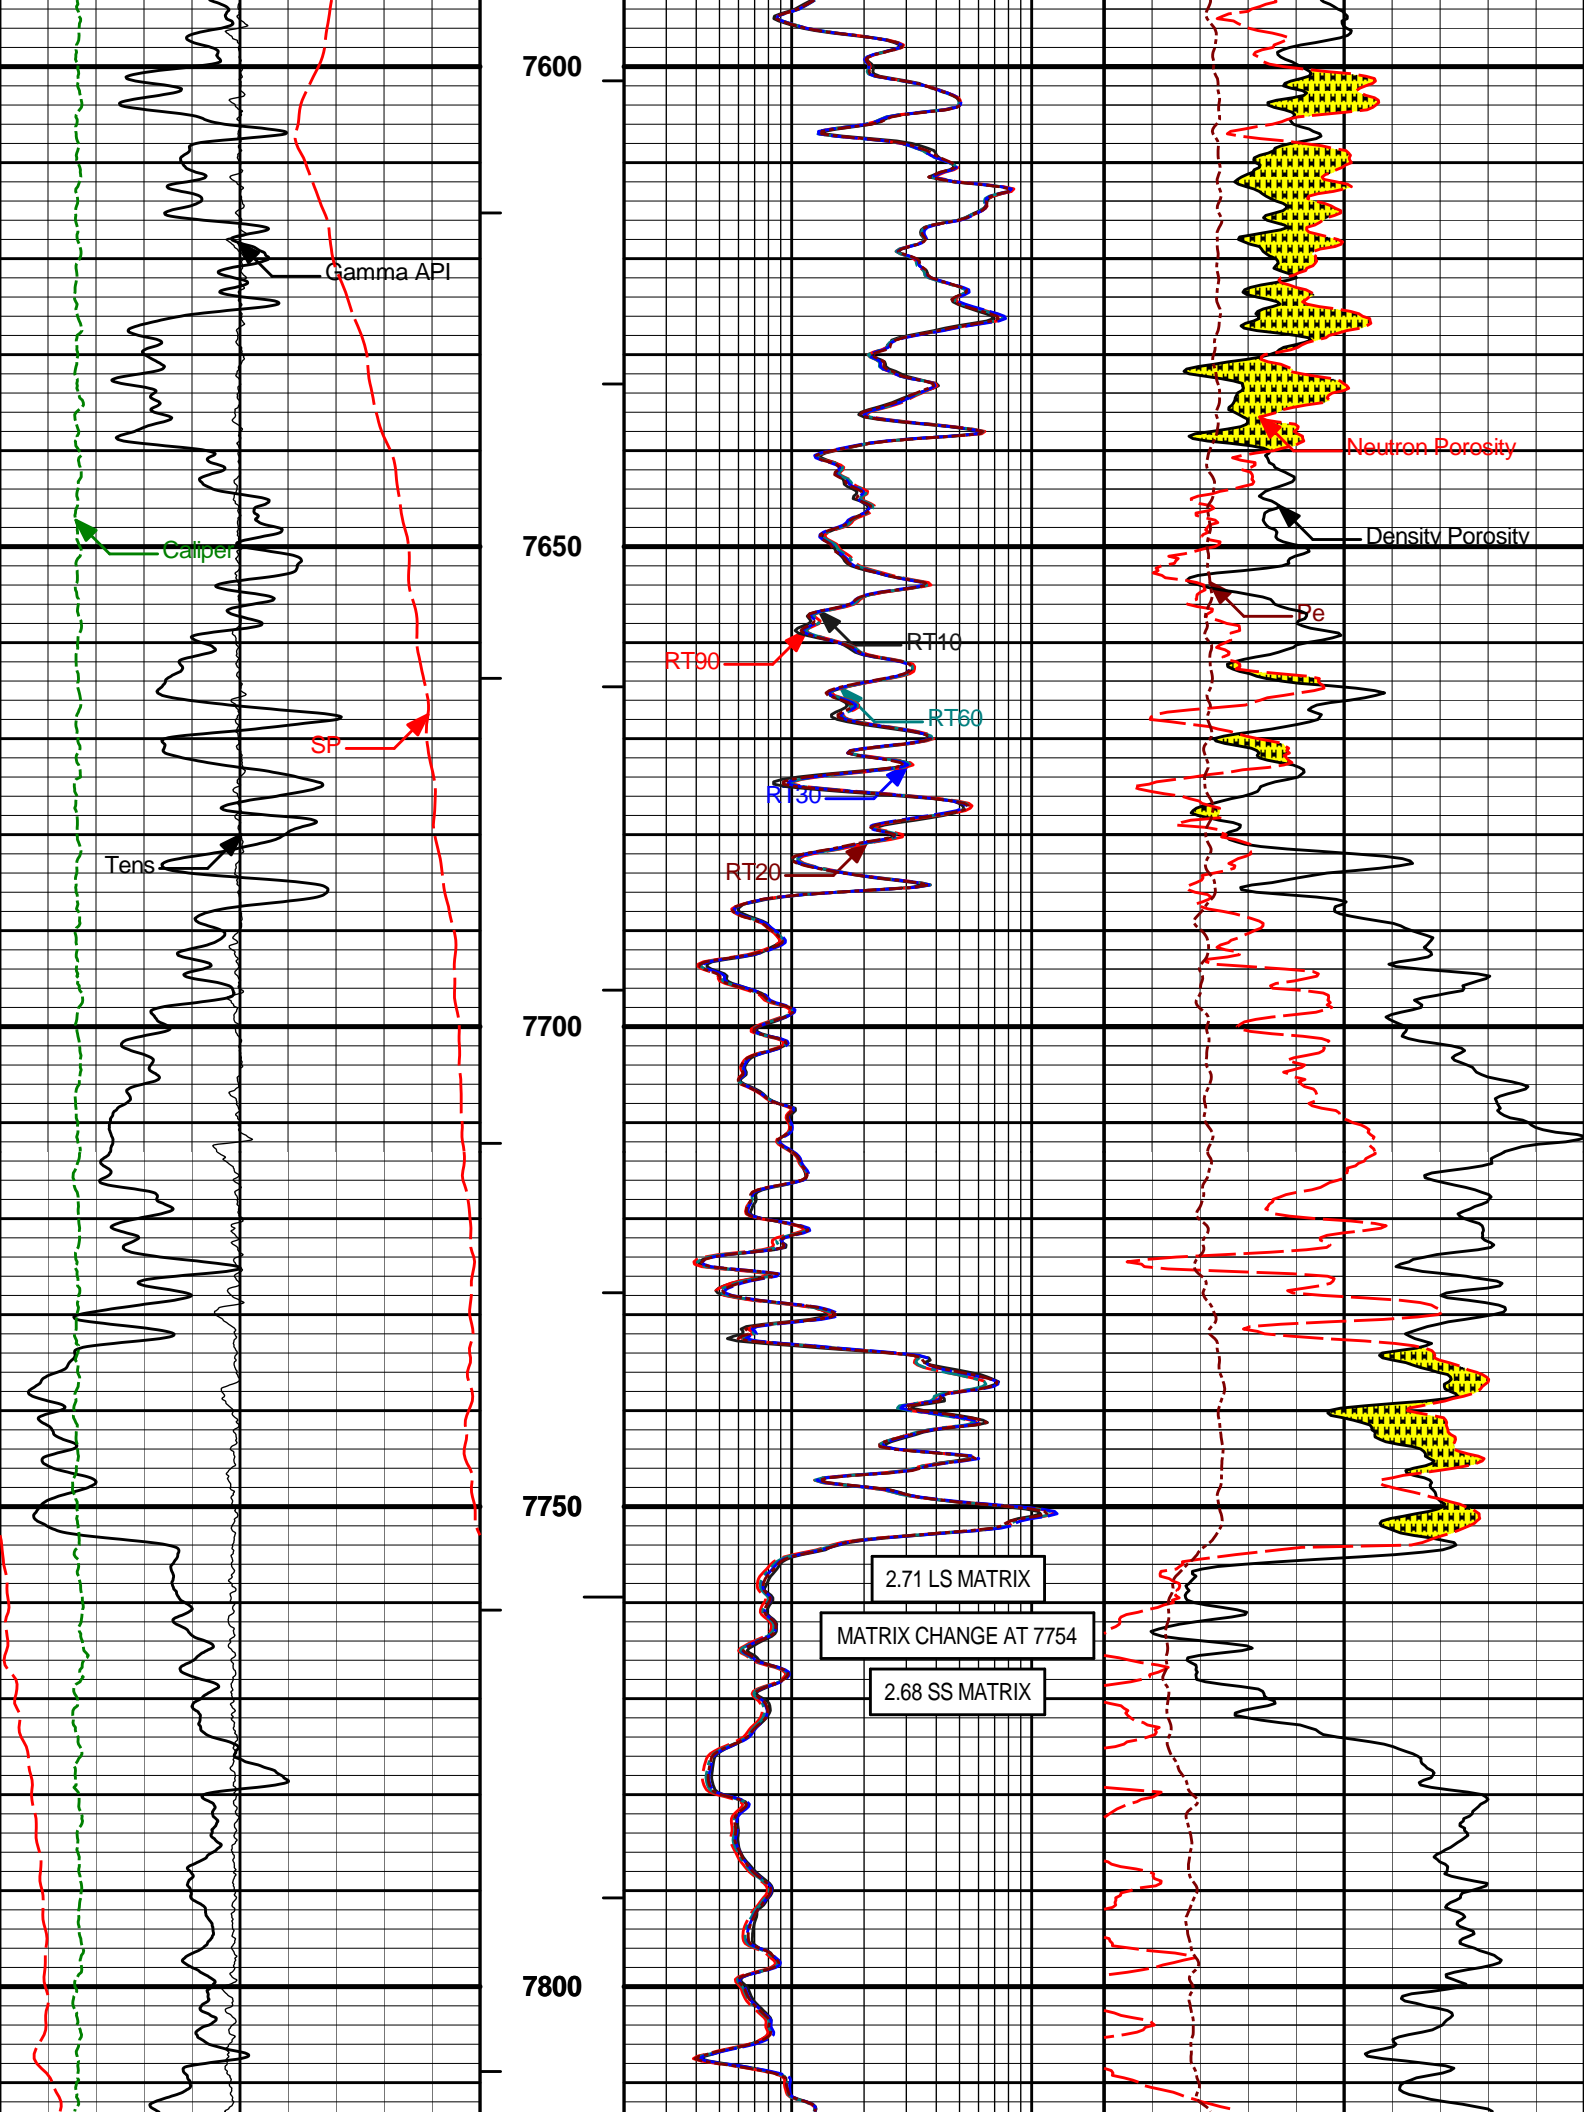 7600
Gamma API
Neutron Porosity
Density Porosity
7650
Caliper
Pe
RT10
RT90
RT60
SP
RT30
Tens
RT20
7700
7750
2.71 LS MATRIX
MATRIX CHANGE AT 7754
2.68 SS MATRIX
7800